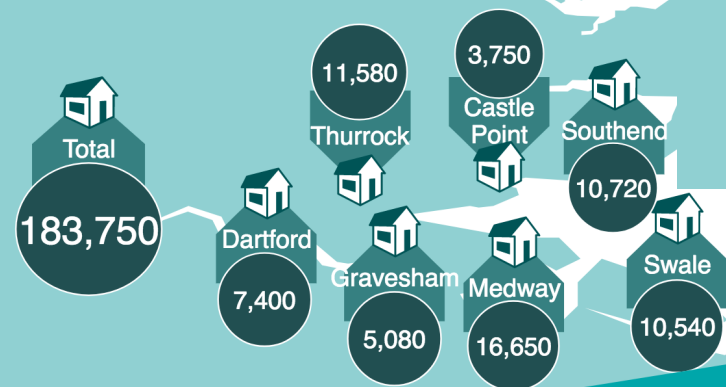 Total
183,750
Dartford
7,400
11,580
Thurrock
Gravesham
5,080
3,750
Castle
Point
Medway
16,650
Southend
10,720
Swale
10,540